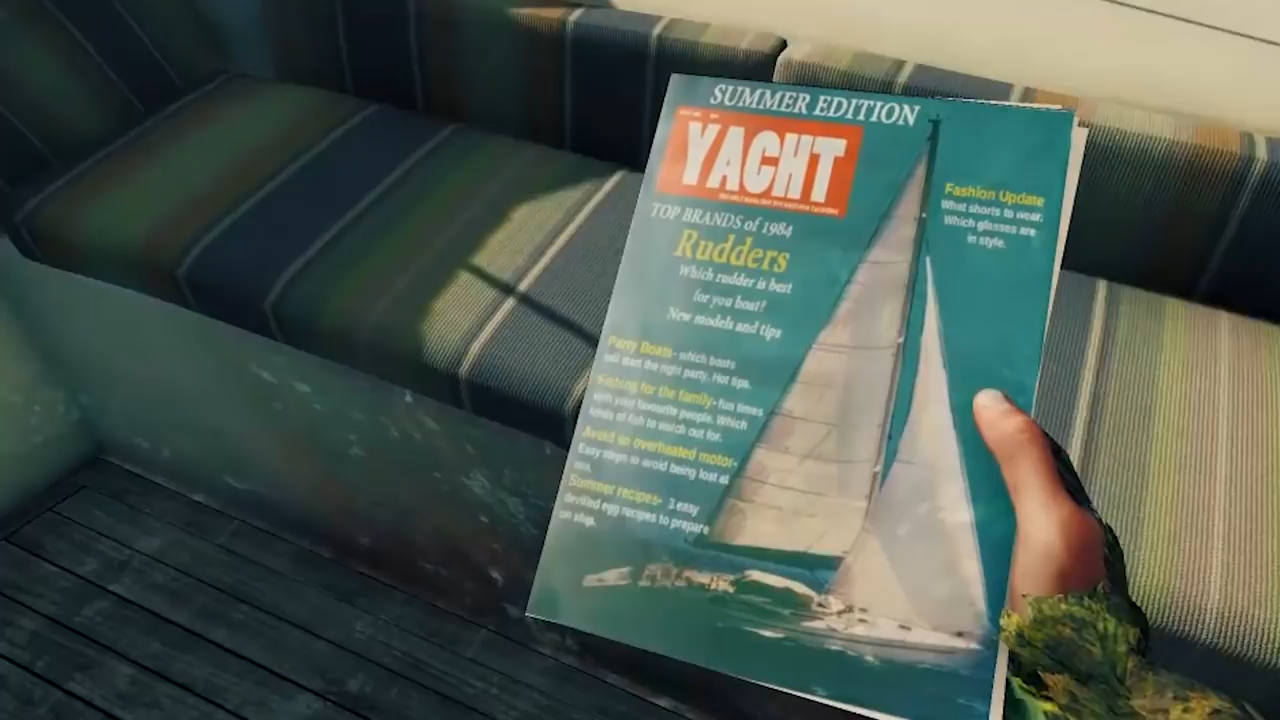 SUMMER EDITION
YACHT
TOP BRANDS of 1984
Rudders
Which rudder is best
for you boat?
New models and tips
Fashion Update
What shorts to wear.
Which glasses are
in style.
Party Boats- which boats
will start the right party. Hot tips.
Fishing for the family- fun times
with your favourite people. Which
kinds of fish to watch out for.
Avoid an overheated motor-
Easy steps to avoid being lost at
sea.
Summer recipes- 3 easy
devilled egg recipes to prepare
on ship.